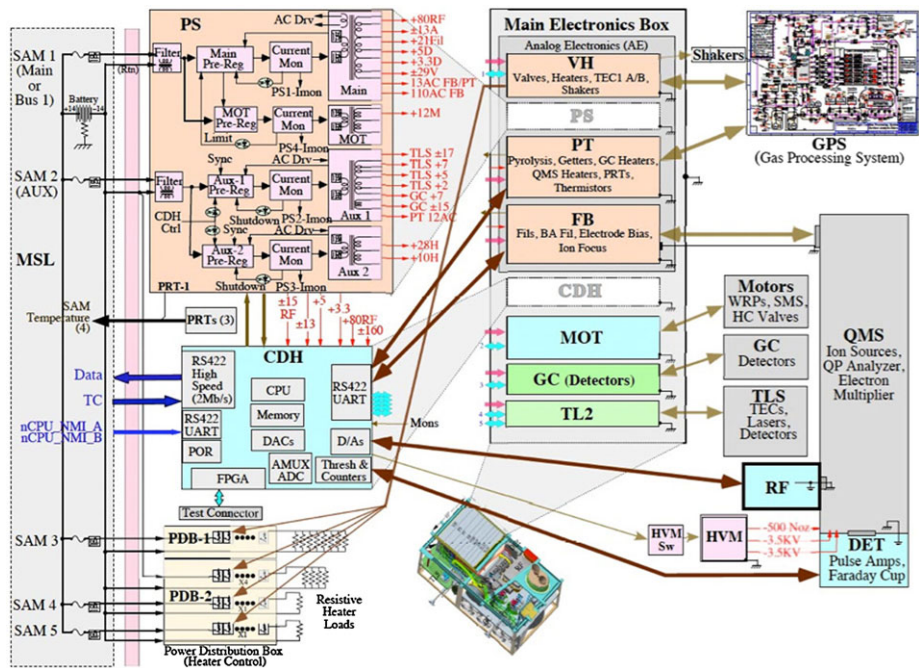 PS
AC Drv
+80RF
±13A
+21Fil
+5D
+3.3D
±29V
13AC FB/PT
110AC FB
SAM 1
(Main
or
Bus 1)
Filter
Main
Pre-Reg
Current
Mon
PS1-Imon
Main
(Rtn)
Battery
+14
-14
MOT
Pre-Reg
Current
Mon
MOT
+12M
Limit
PS4-Imon
Sync
AC Drv
TLS ±17
TLS +7
TLS +5
TLS +2
GC +7
GC ±15
PT 12AC
SAM 2
(AUX)
Filter
Aux-1
Pre-Reg
Current
Mon
Aux 1
CDH
Ctrl
Shutdown
PS2-Imon
Sync
AC Drv
Aux-2
Pre-Reg
Current
Mon
Aux 2
+28H
+10H
Shutdown
PS3-Imon
MSL
PRT-1
SAM
Temperature
(4)
PRTs (3)
±15
RF
±13
+5
+3.3
+80RF
±160
CDH
RS422
High
Speed
(2Mb/s)
CPU
Memory
DACs
AMUX
ADC
RS422
UART
D/As
Thresh &
Counters
RS422
UART
POR
FPGA
Data
TC
nCPU_NMI_A
nCPU_NMI_B
Mons
Test Connector
SAM 3
SAM 4
SAM 5
PDB-1
PDB-2
X4
X1
Resistive
Heater
Loads
Power Distribution Box
(Heater Control)
Main Electronics Box
Analog Electronics (AE)
VH
Valves, Heaters, TEC1 A/B,
Shakers
PS
PT
Pyrolysis, Getters, GC Heaters,
QMS Heaters, PRTs,
Thermistors
FB
Fils, BA Fil, Electrode Bias,
Ion Focus
CDH
MOT
GC (Detectors)
TL2
1
2
3
4
5
Shakers
GPS
(Gas Processing System)
Motors
WRPs, SMS,
HC Valves
GC
Detectors
TLS
TECs,
Lasers,
Detectors
QMS
Ion Sources,
QP Analyzer,
Electron
Multiplier
RF
HVM
Sw
HVM
-500 Noz
-3.5KV
-3.5KV
DET
Pulse Amps,
Faraday Cup